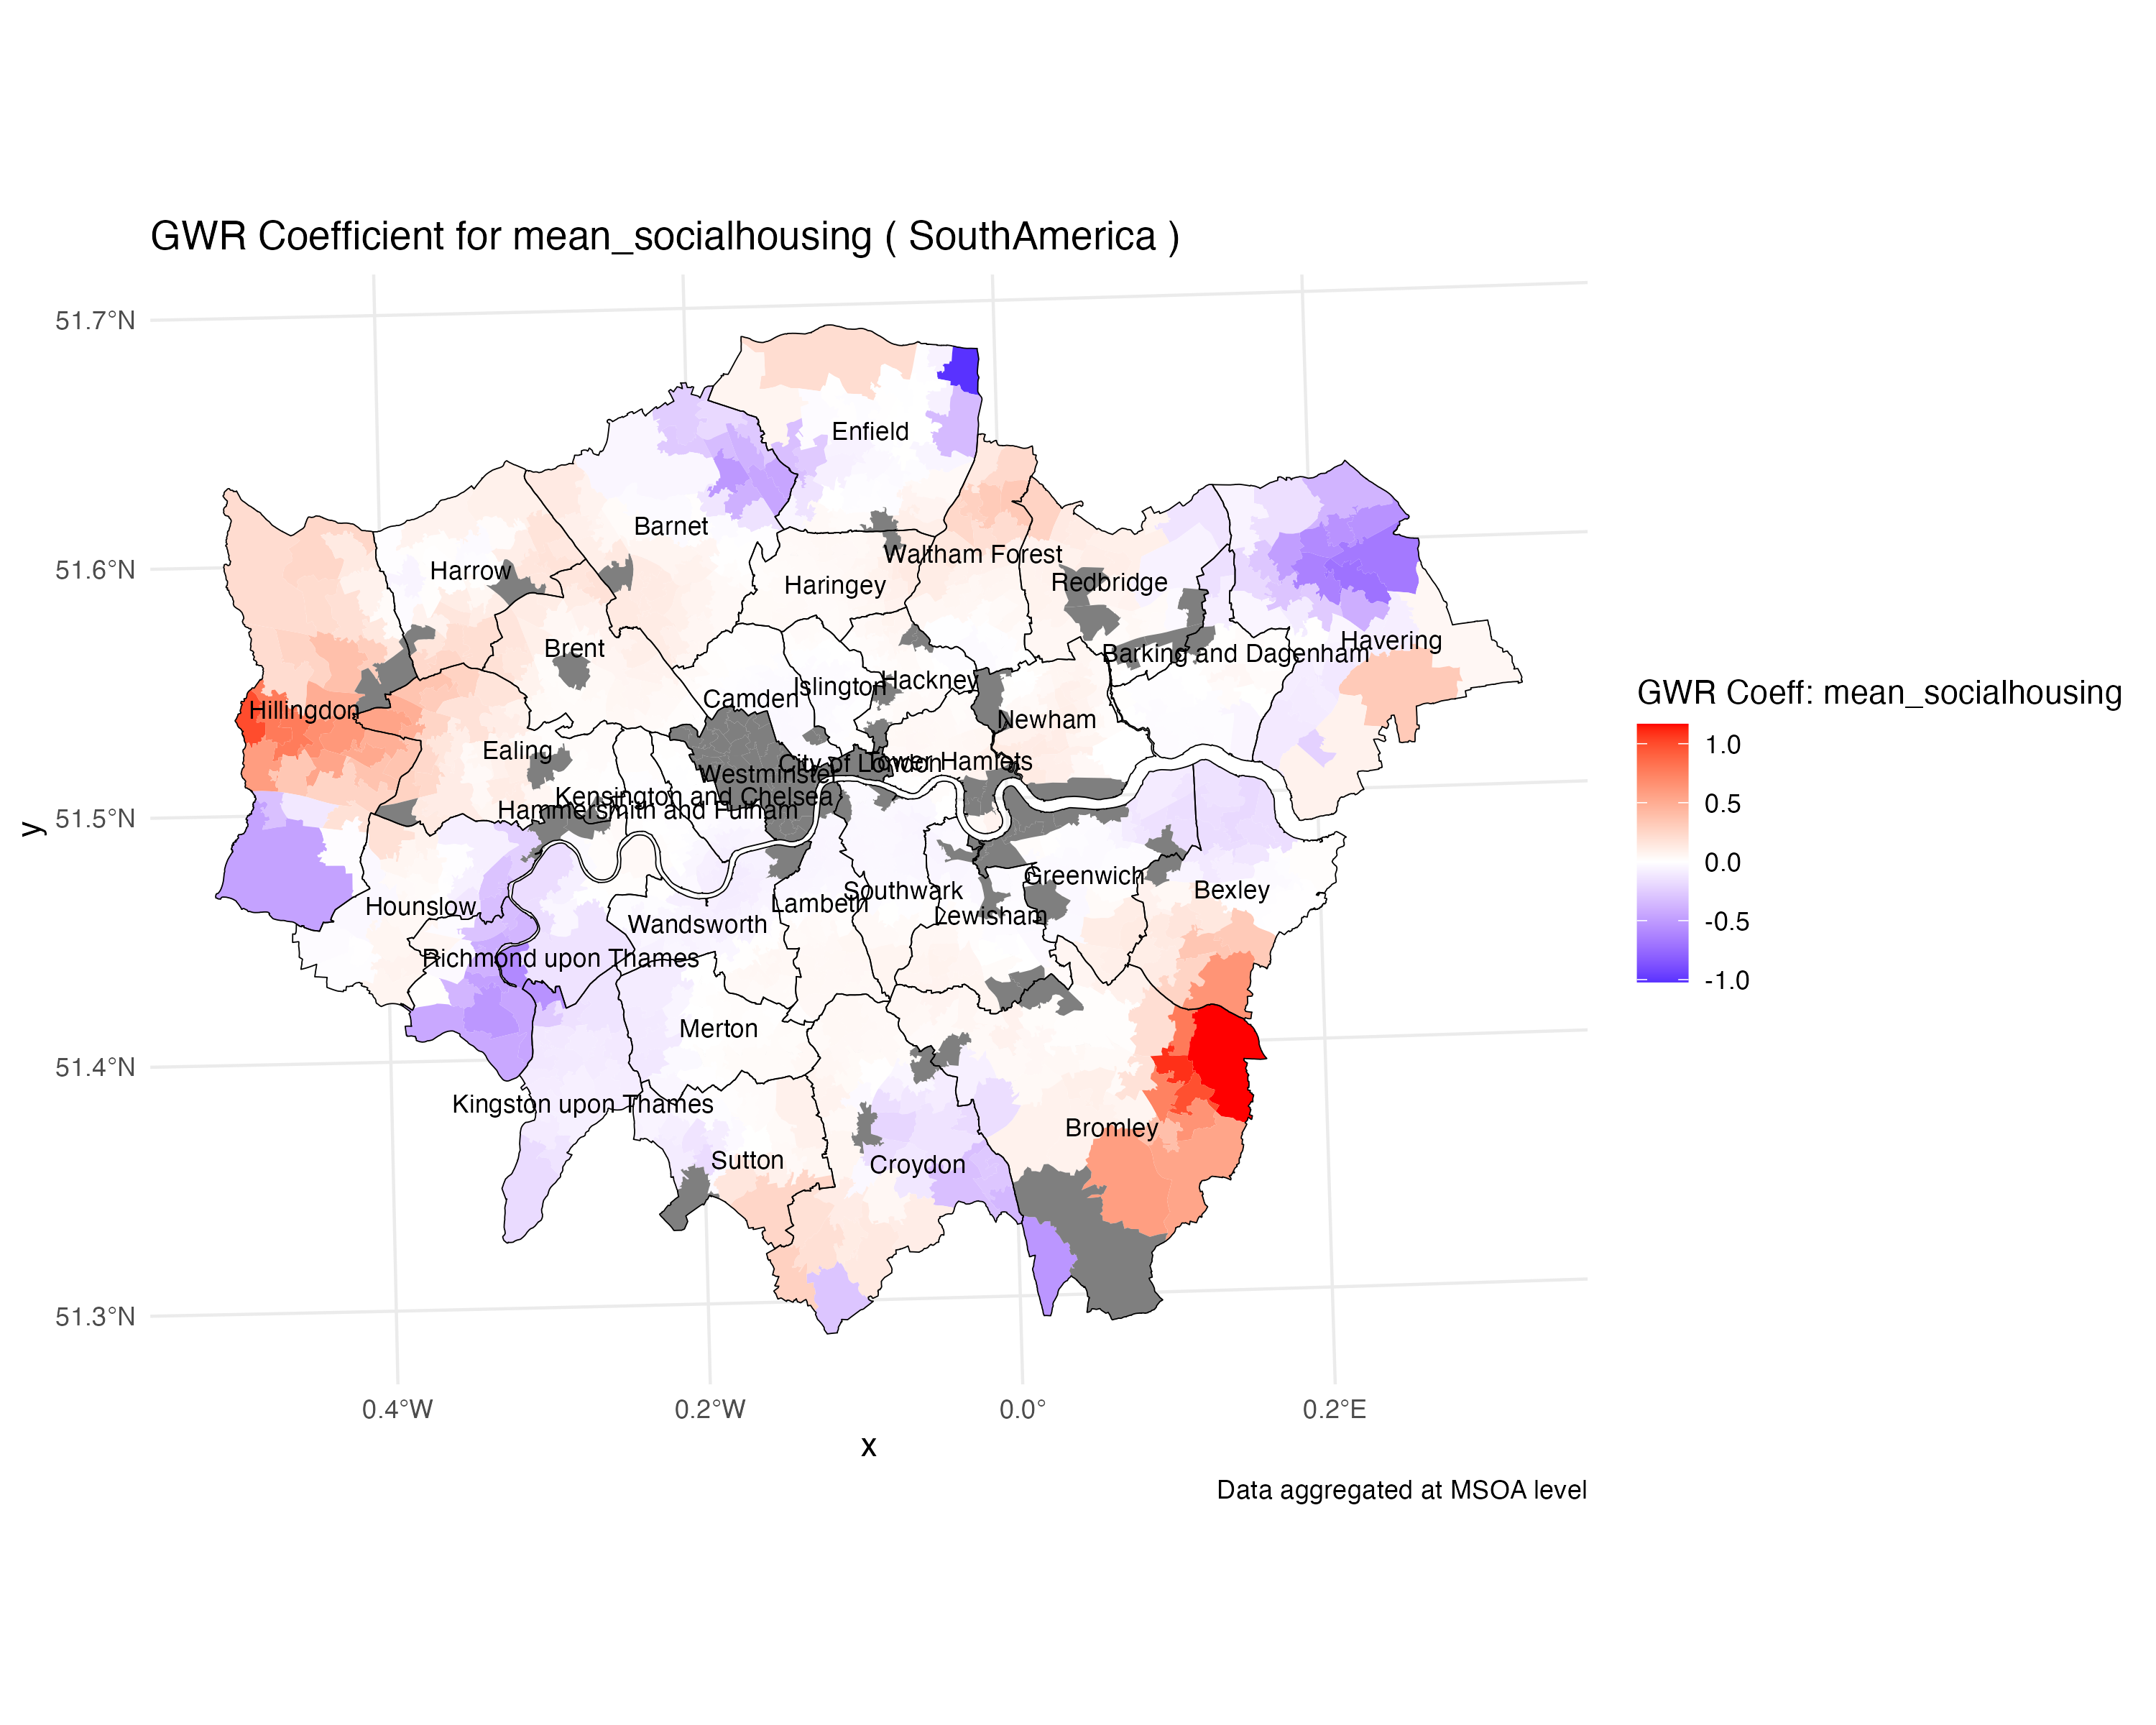 GWR Coefficient for mean_socialhousing ( SouthAmerica )
51.7°N
51.6°N
51.5°N
51.4°N
51.3°N
y
Enfield
Barnet
Harrow
Waltham Forest
Haringey
Redbridge
Havering
Brent
Barking and Dagenham
Hackney
Islington
Camden
Hillingdon
Newham
Ealing
City of London
Tower Hamlets
Westminster
Kensington and Chelsea
Hammersmith and Fulham
Greenwich
Bexley
Southwark
Lambeth
Hounslow
Lewisham
Wandsworth
Richmond upon Thames
Merton
Kingston upon Thames
Bromley
Sutton
Croydon
0.4°W
0.2°W
0.0°
0.2°E
x
Data aggregated at MSOA level
GWR Coeff: mean_socialhousing
1.0
0.5
0.0
-0.5
-1.0